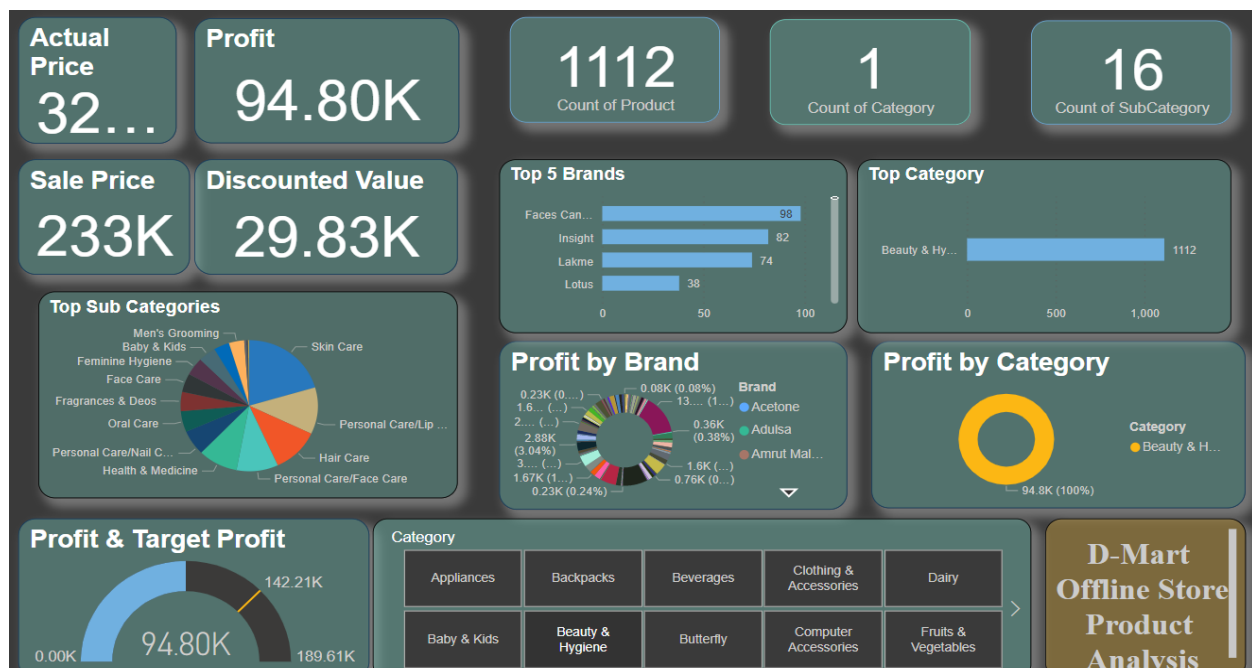 Actual
Price
32...
Profit
94.80K
1112
Count of Product
1
Count of Category
16
Count of SubCategory
Sale Price
233K
Discounted Value
29.83K
Top 5 Brands
Faces Can...
98
Insight
82
Lakme
74
Lotus
38
0
50
100
Top Category
Beauty & Hy...
1112
0
500
1,000
Top Sub Categories
Men's Grooming
Baby & Kids
Feminine Hygiene
Face Care
Fragrances & Deos
Oral Care
Personal Care/Nail C...
Health & Medicine
Skin Care
Personal Care/Lip ...
Hair Care
Personal Care/Face Care
Profit by Brand
0.23K (0....)
1.6... (...)
2.... (...)
2.88K
(3.04%)
3.... (...)
1.67K (1...)
0.23K (0.24%)
0.08K (0.08%)
13.... (1...)
0.36K
(0.38%)
1.6K (...)
0.76K (0...)
Brand
Acetone
Adulsa
Amrut Mal...
Profit by Category
94.8K (100%)
Category
Beauty & H...
Profit & Target Profit
142.21K
94.80K
0.00K
189.61K
Category
Appliances
Backpacks
Beverages
Clothing &
Accessories
Dairy
Baby & Kids
Beauty &
Hygiene
Butterfly
Computer
Accessories
Fruits &
Vegetables
D-Mart
Offline Store
Product
Analysis